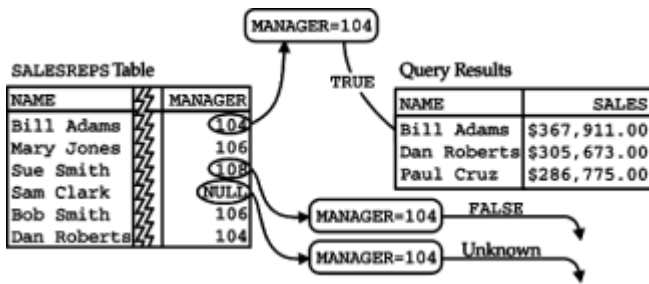 MANAGER=104
SALESREPS Table
TRUE
Query Results
NAME MANAGER
NAME SALES
Bill Adams 104
Bill Adams $367,911.00
Mary Jones 106
Dan Roberts $305,673.00
Sue Smith 108
Paul Cruz $286,775.00
Sam Clark NULL
MANAGER=104 FALSE
Bob Smith 106
Dan Roberts 104
MANAGER=104 Unknown